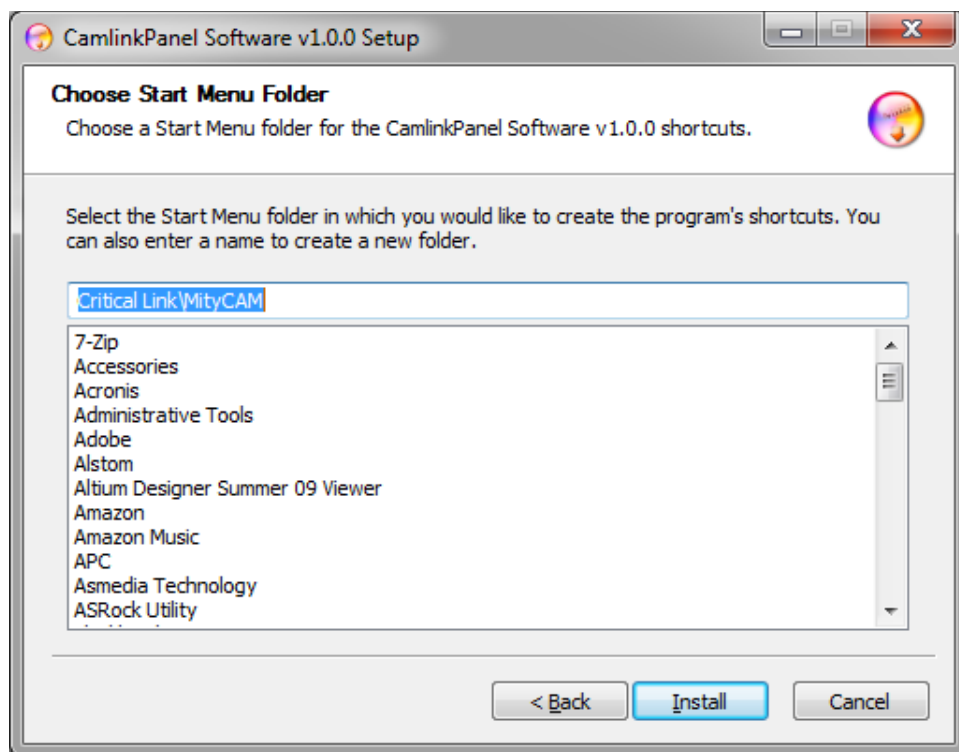 CamlinkPanel Software v1.0.0 Setup
Choose Start Menu Folder
Choose a Start Menu folder for the CamlinkPanel Software v1.0.0 shortcuts.
Select the Start Menu folder in which you would like to create the program's shortcuts. You
can also enter a name to create a new folder.
Critical Link\MityCAM
7-Zip
Accessories
Acronis
Administrative Tools
Adobe
Alstom
Altium Designer Summer 09 Viewer
Amazon
Amazon Music
APC
Asmedia Technology
ASRock Utility
< Back
Install
Cancel